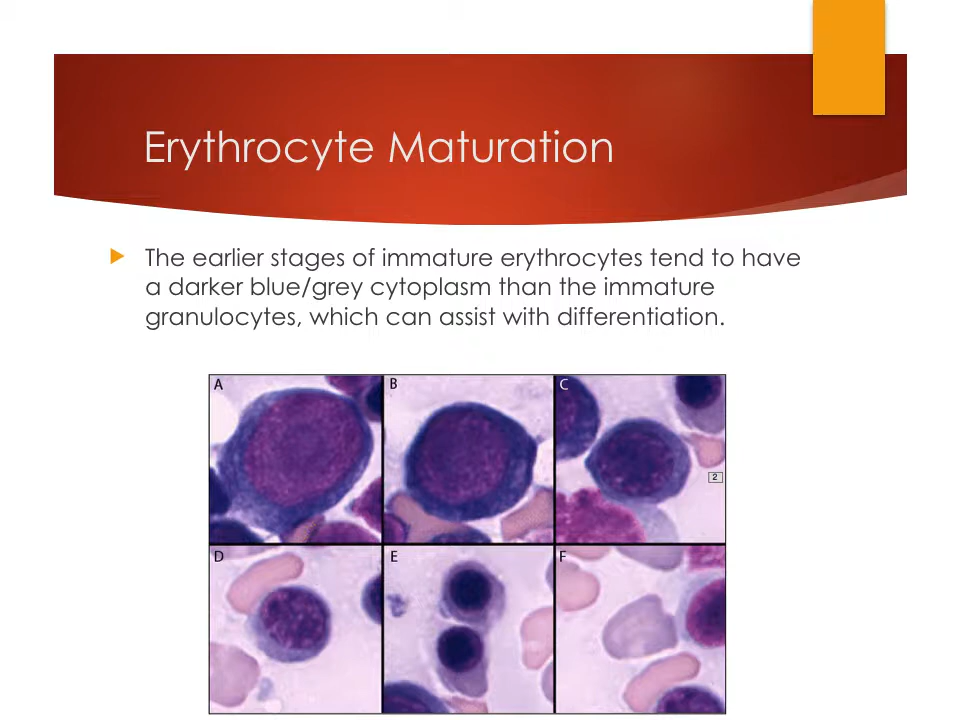 Erythrocyte Maturation
The earlier stages of immature erythrocytes tend to have
a darker blue/grey cytoplasm than the immature
granulocytes, which can assist with differentiation.
A
B
C
2
D
E
F